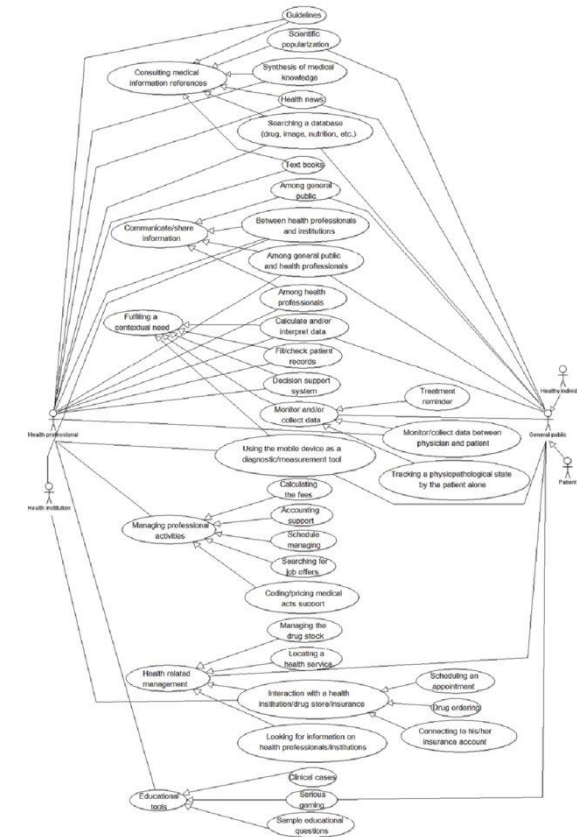 Guidelines
Scientific
popularization
Consulting medical
information references
Synthesis of medical
knowledge
Health news
Searching a database
(drug, image, nutrition, etc.)
Text books
Among general
public
Communicate/share
information
Between health professionals
and institutions
Among general public
and health professionals
Among health
professionals
Fulfilling a
contextual need
Calculate and/or
interpret data
Fill/check patient
records
Decision support
system
Monitor and/or
collect data
Treatment
reminder
Healthy individ
Health professional
General public
Monitor/collect data between
physician and patient
Using the mobile device as a
diagnostic/measurement tool
Tracking a physiopathological state
by the patient alone
Patient
Health institution
Calculating
the fees
Accounting
support
Managing professional
activities
Schedule
managing
Searching for
job offers
Coding/pricing medical
acts support
Managing the
drug stock
Locating a
health service
Health related
management
Scheduling an
appointment
Interaction with a health
institution/drug store/insurance
Drug ordering
Connecting to his/her
insurance account
Looking for information on
health professionals/institutions
Clinical cases
Educational
tools
Serious
gaming
Sample educational
questions